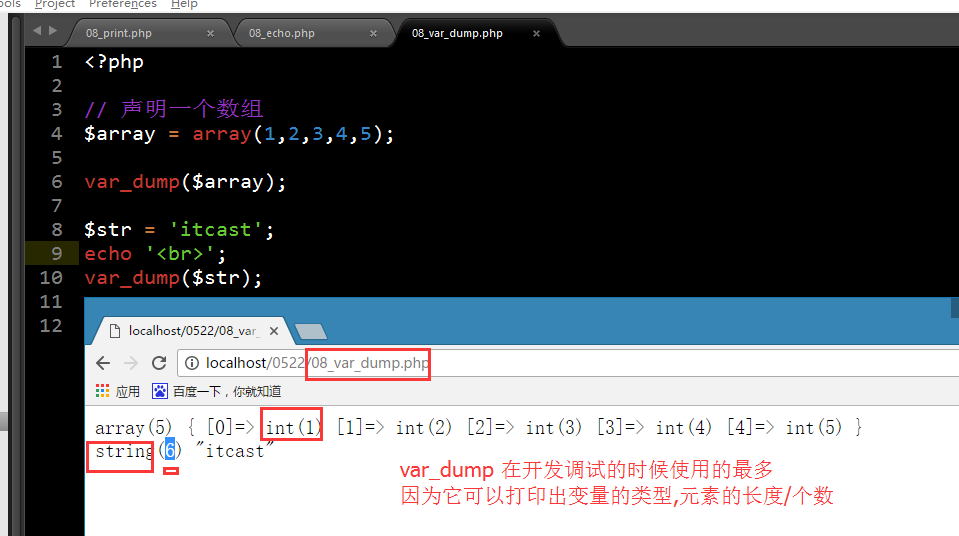 Project Preferences Help
08_print.php × 08_echo.php × 08_var_dump.php ×
1 <?php
2
3 // 声明一个数组
4 $array = array(1,2,3,4,5);
5
6 var_dump($array);
7
8 $str = 'itcast';
9 echo '<br>';
10 var_dump($str);
11
12
localhost/0522/08_var_ ×
localhost/0522/08_var_dump.php
应用 百度一下，你就知道
array(5) { [0]=> int(1) [1]=> int(2) [2]=> int(3) [3]=> int(4) [4]=> int(5) }
string(6) "itcast"
var_dump 在开发调试的时候使用的最多
因为它可以打印出变量的类型,元素的长度/个数